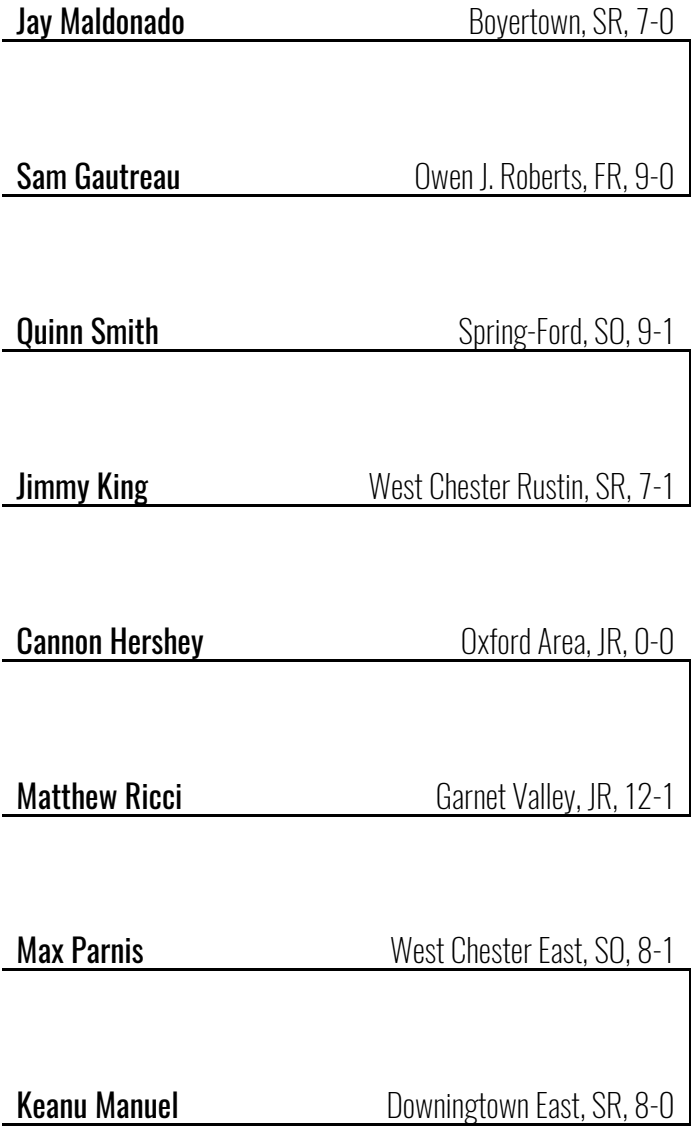 Jay Maldonado Boyertown, SR, 7-0
Sam Gautreau Owen J. Roberts, FR, 9-0
Quinn Smith Spring-Ford, SO, 9-1
Jimmy King West Chester Rustin, SR, 7-1
Cannon Hershey Oxford Area, JR, 0-0
Matthew Ricci Garnet Valley, JR, 12-1
Max Parnis West Chester East, SO, 8-1
Keanu Manuel Downingtown East, SR, 8-0